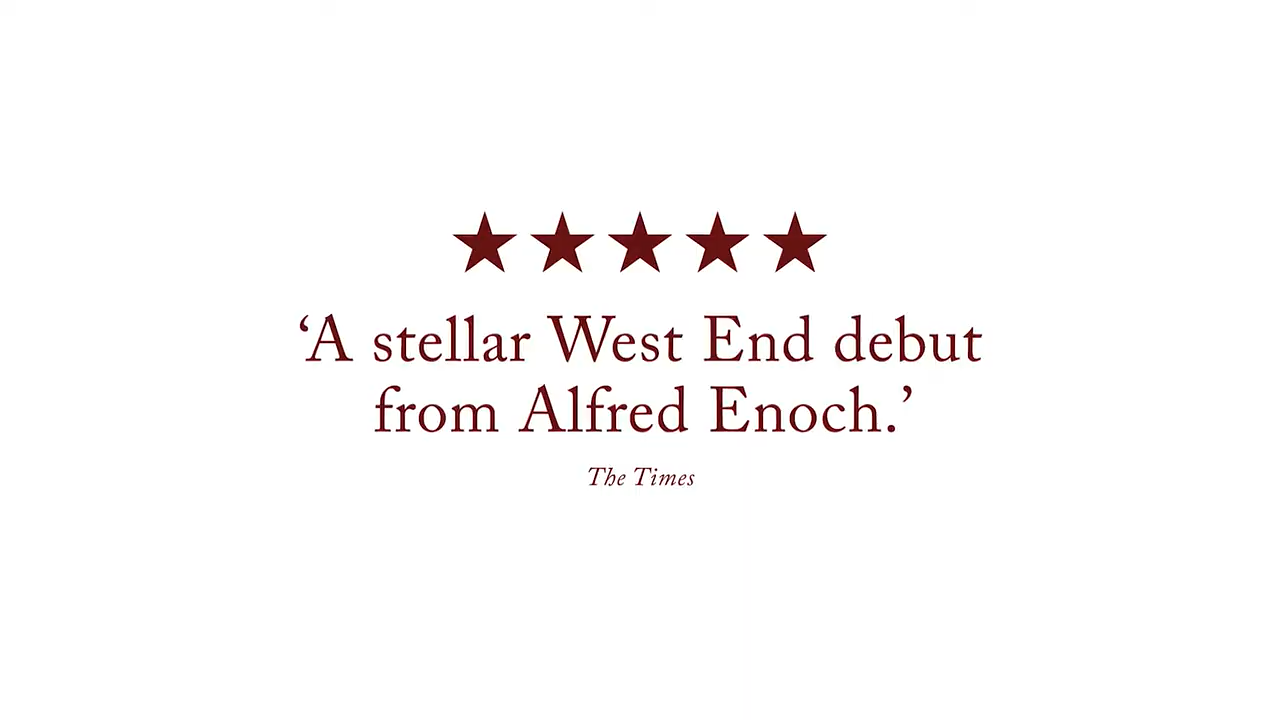 ★★★★★
‘A stellar West End debut
from Alfred Enoch.’
The Times